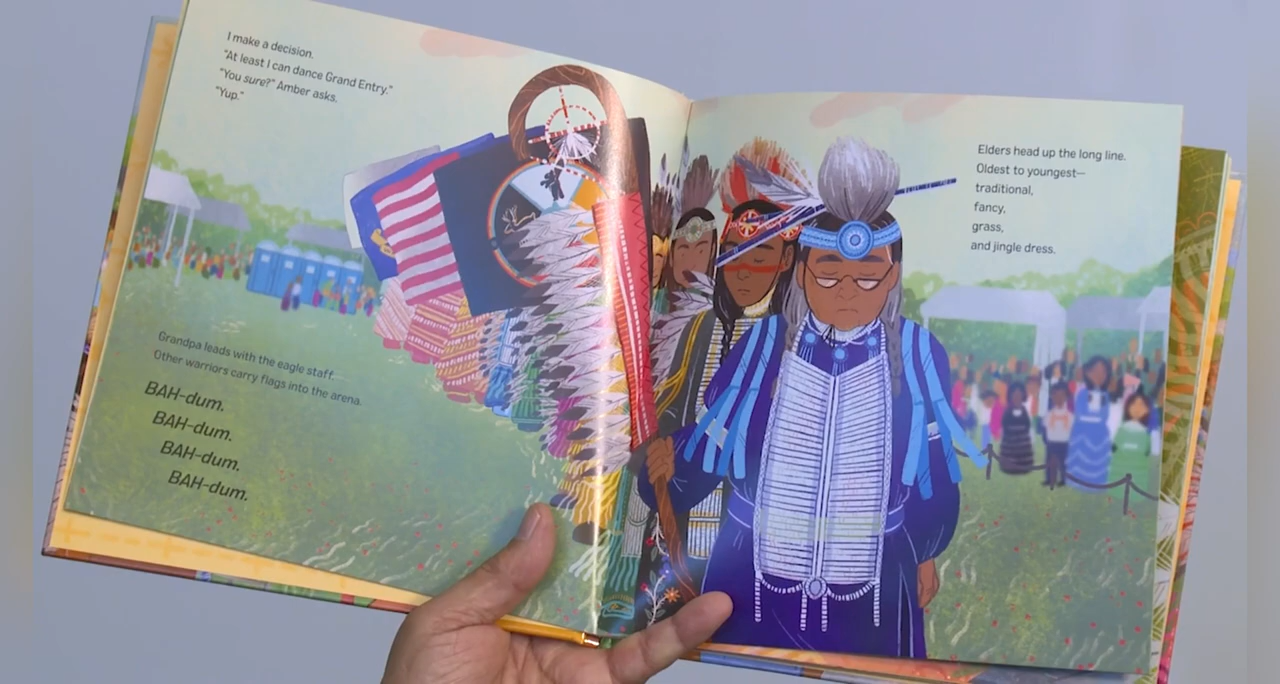 I make a decision.
"At least I can dance Grand Entry."
"You sure?" Amber asks.
"Yup."
Grandpa leads with the eagle staff.
Other warriors carry flags into the arena.
BAH-dum.
BAH-dum.
BAH-dum.
BAH-dum.
Elders head up the long line.
Oldest to youngest—
traditional,
fancy,
grass,
and jingle dress.